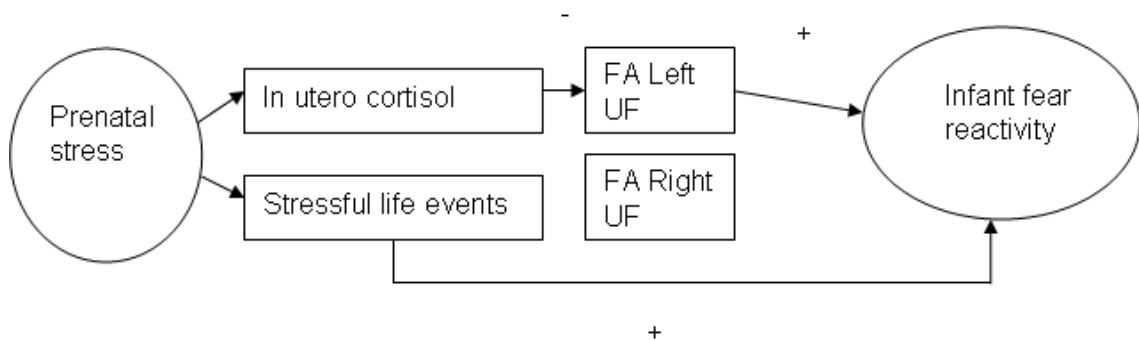 -
+
Prenatal
stress
In utero cortisol
FA Left
UF
Infant fear
reactivity
Stressful life events
FA Right
UF
+